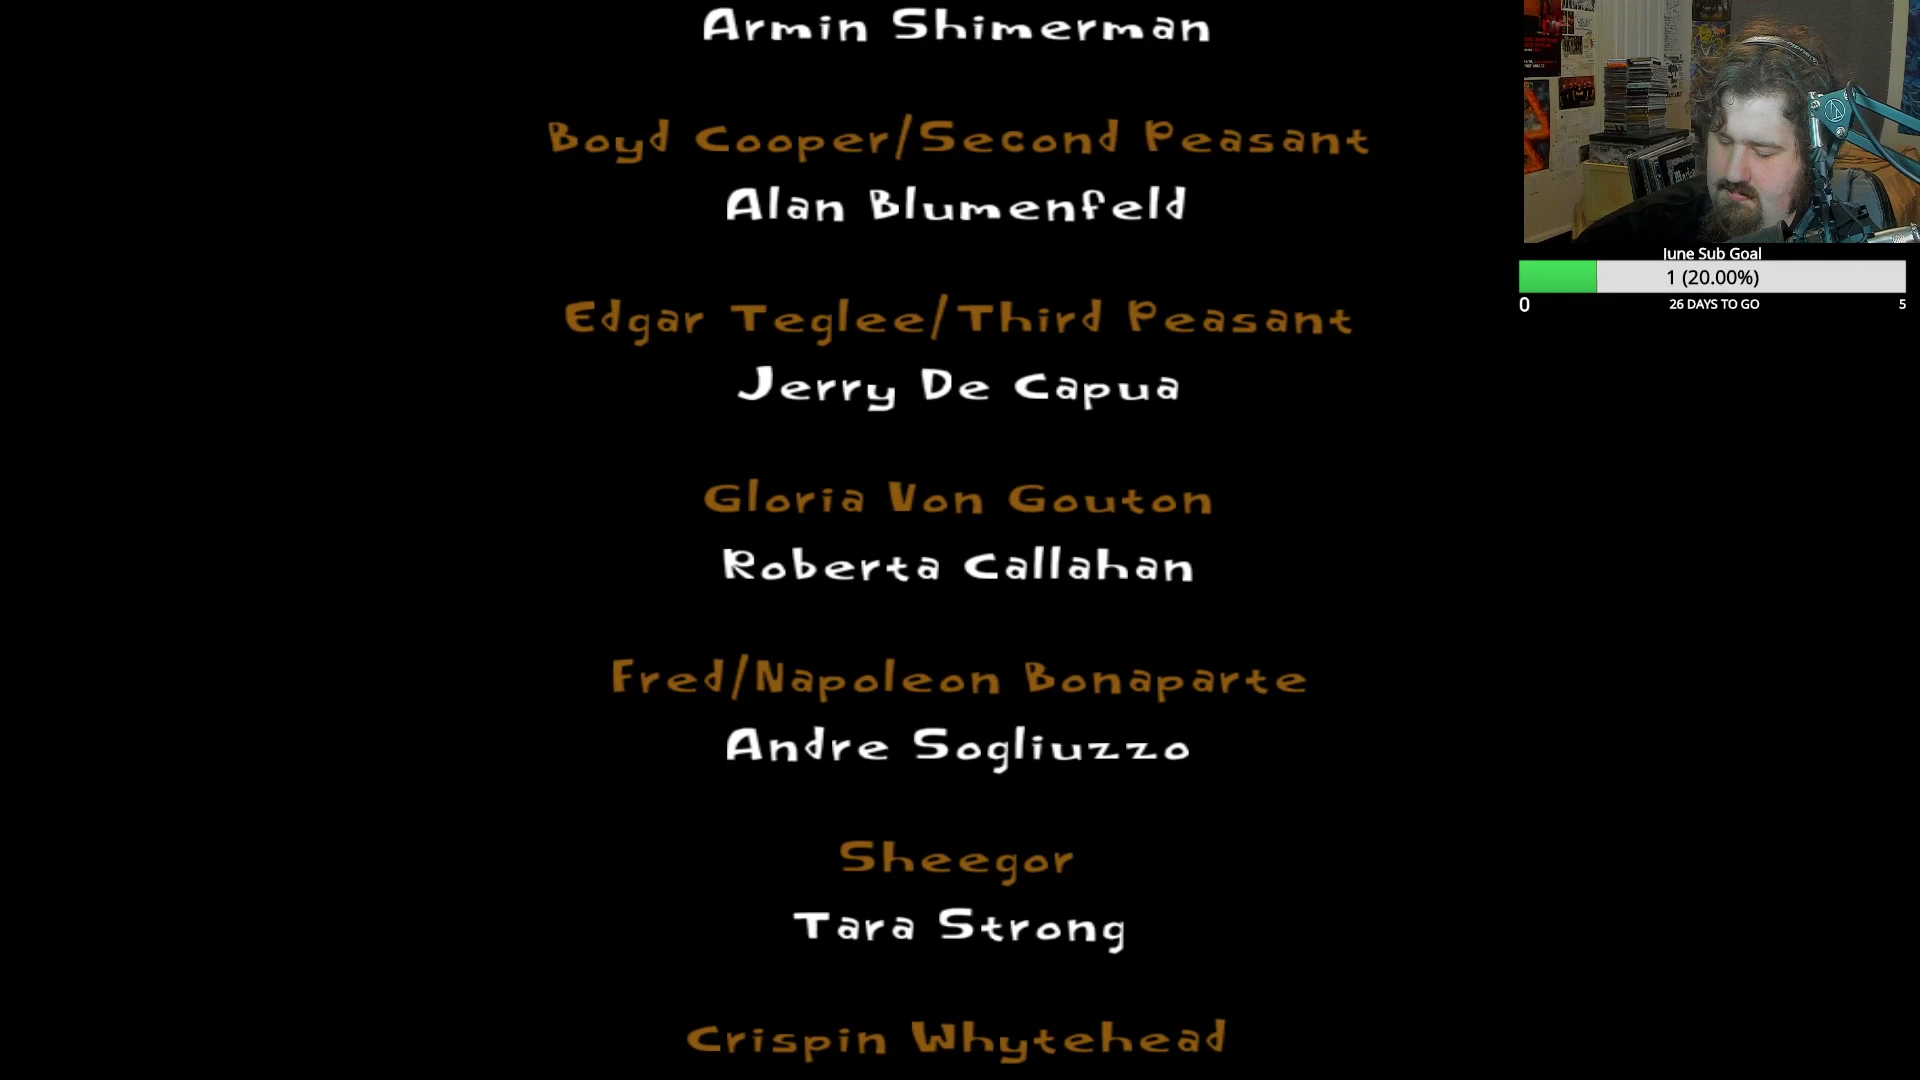 Armin Shimerman
Boyd Cooper/Second Peasant
Alan Blumenfeld
Edgar Teglee/Third Peasant
Jerry De Capua
Gloria Von Gouton
Roberta Callahan
Fred/Napoleon Bonaparte
Andre Sogliuzzo
Sheegor
Tara Strong
Crispin Whytehead
June Sub Goal
1 (20.00%)
0
26 DAYS TO GO
5